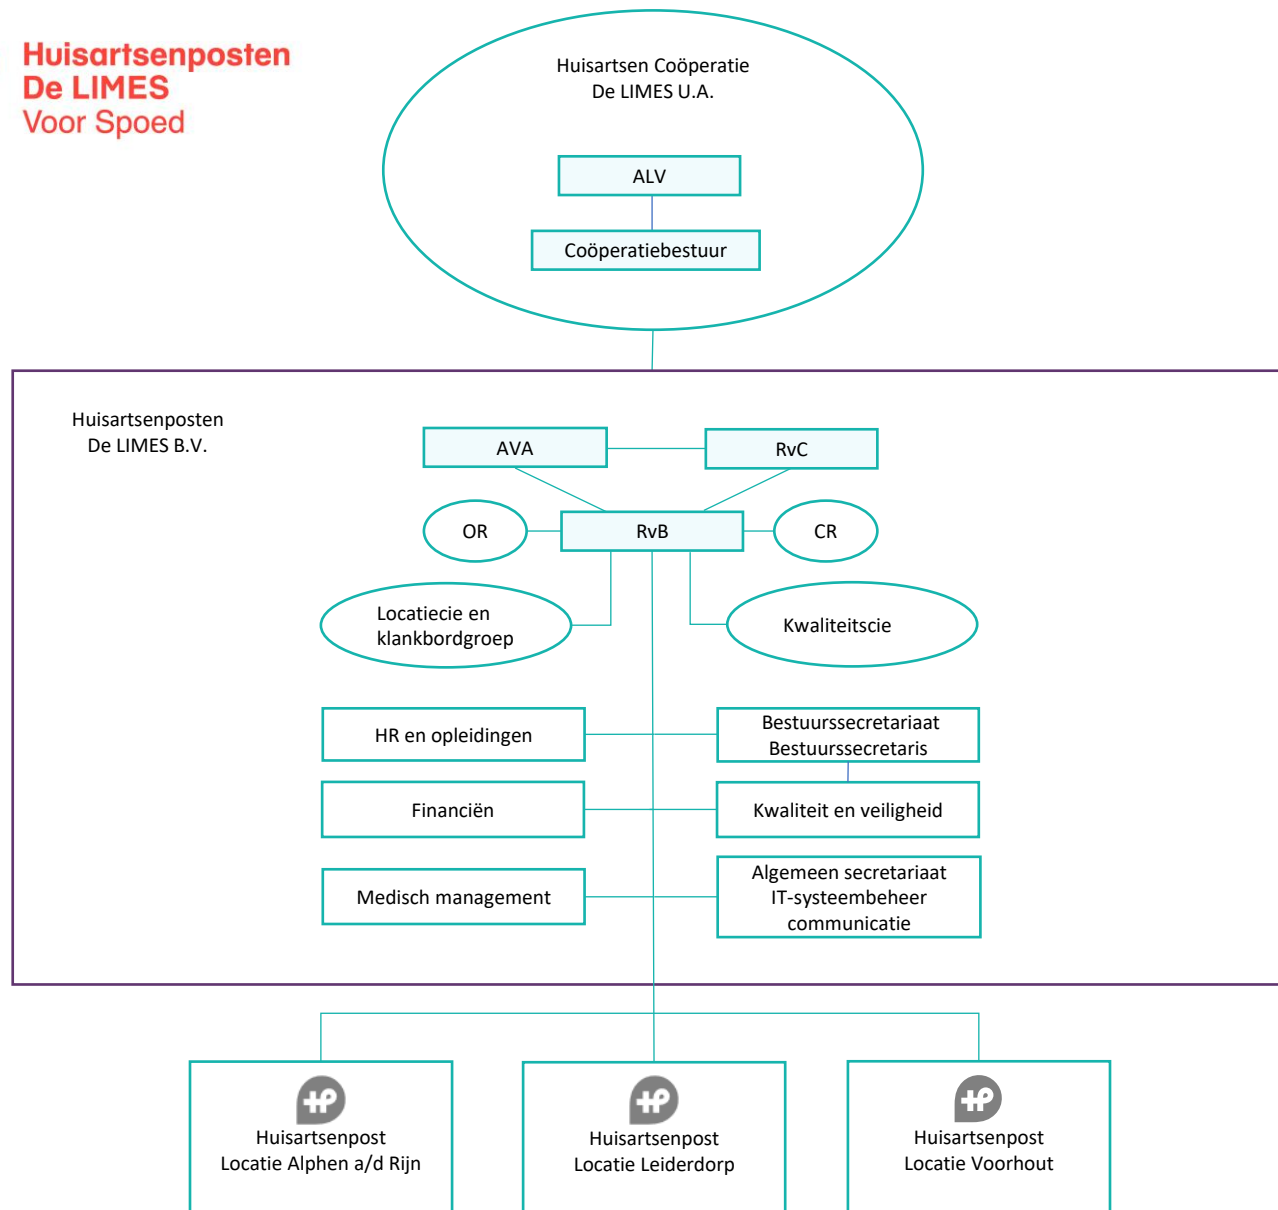 Huisartsenposten
De LIMES
Voor Spoed
Huisartsen Coöperatie
De LIMES U.A.
ALV
Coöperatiebestuur
Huisartsenposten
De LIMES B.V.
AVA
RvC
OR
RvB
CR
Locatiecie en
klankbordgroep
Kwaliteitscie
HR en opleidingen
Bestuurssecretariaat
Bestuurssecretaris
Financiën
Kwaliteit en veiligheid
Medisch management
Algemeen secretariaat
IT-systeembeheer
communicatie
Huisartsenpost
Locatie Alphen a/d Rijn
Huisartsenpost
Locatie Leiderdorp
Huisartsenpost
Locatie Voorhout